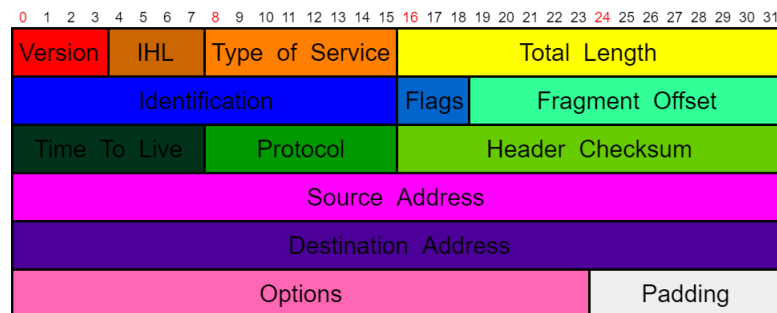 0 1 2 3 4 5 6 7 8 9 10 11 12 13 14 15 16 17 18 19 20 21 22 23 24 25 26 27 28 29 30 31
Version IHL Type of Service Total Length
Identification Flags Fragment Offset
Time To Live Protocol Header Checksum
Source Address
Destination Address
Options Padding